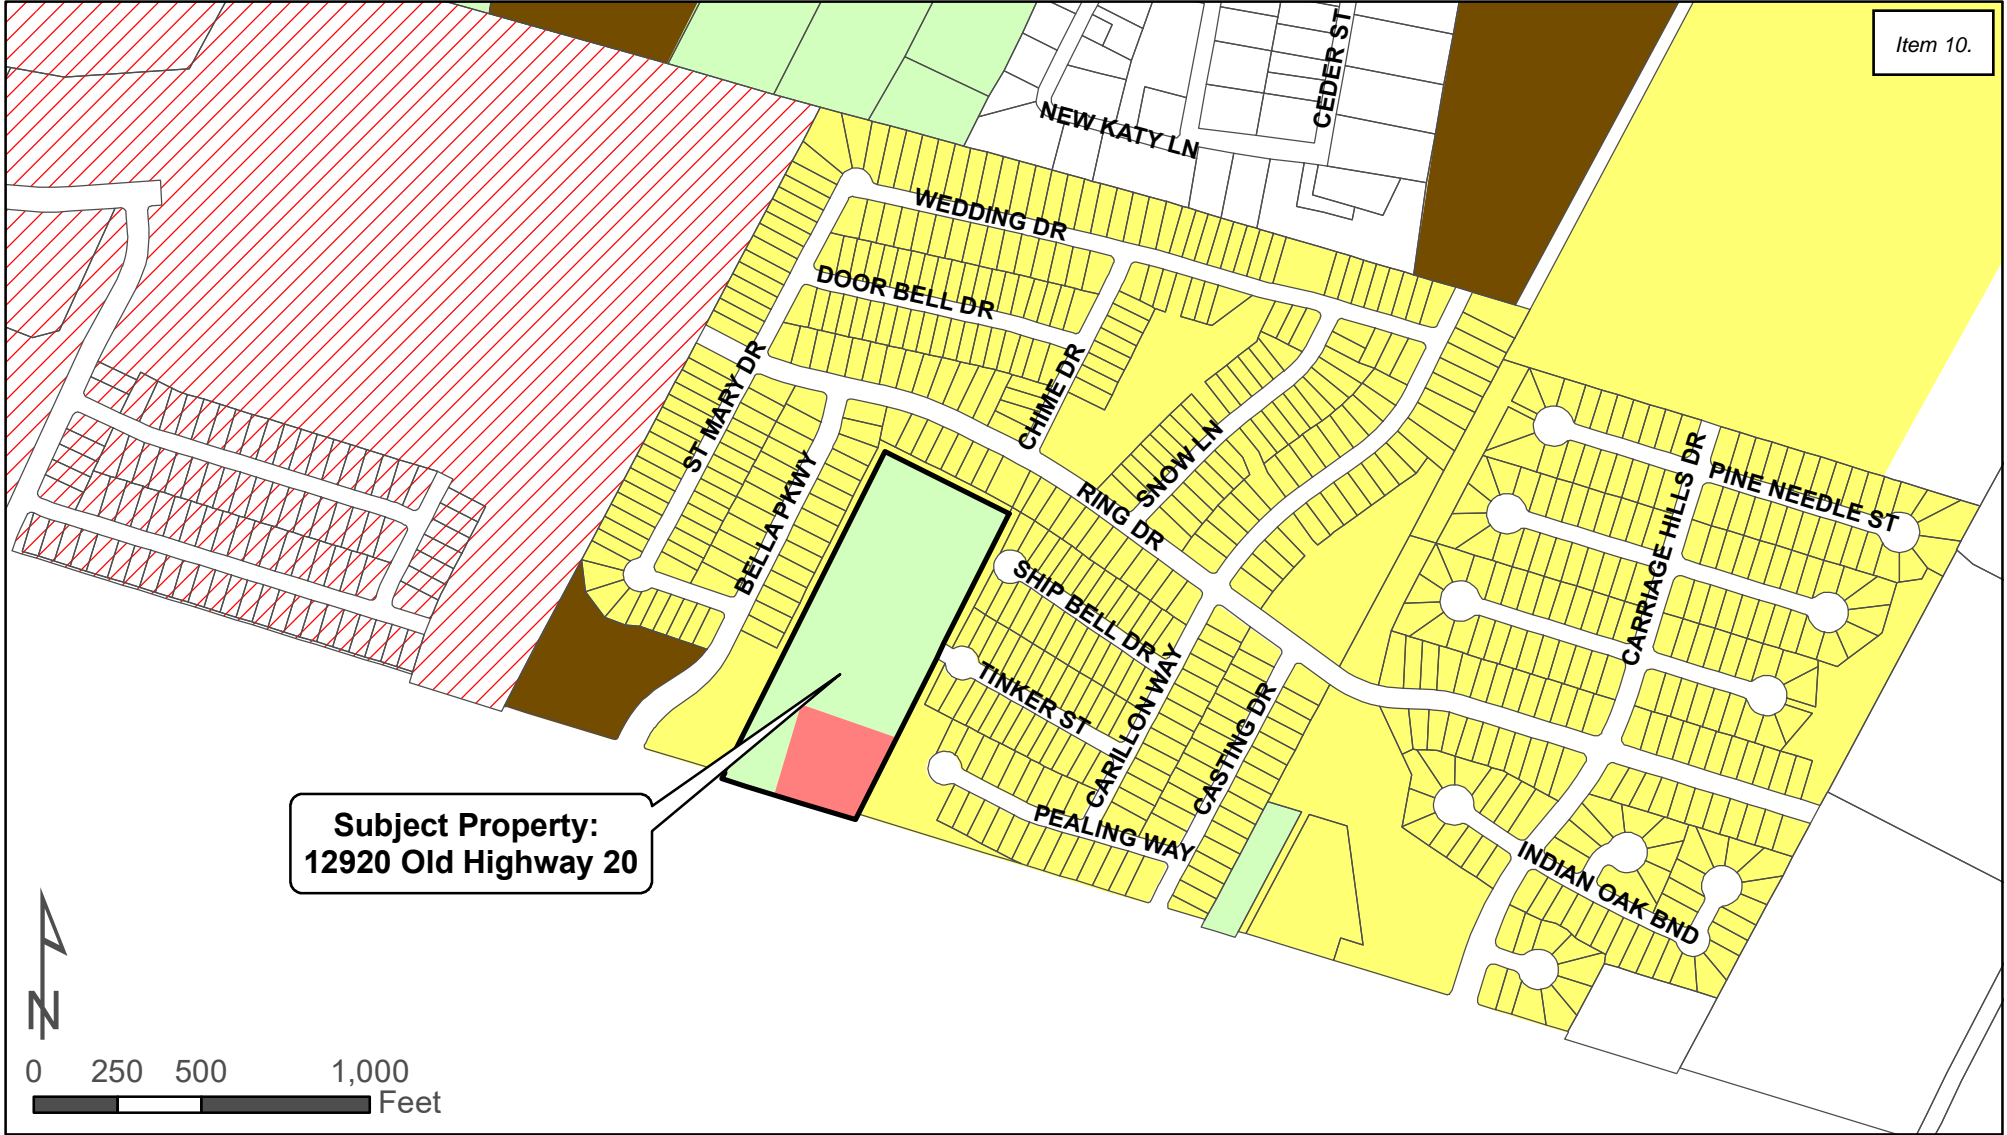 Item 10.
CEDER ST
NEW KATY LN
WEDDING DR
DOOR BELL DR
ST MARY DR
CHIME DR
SNOW LN
RING DR
BELLA PKWY
PINE NEEDLE ST
CARRIAGE HILLS DR
SHIP BELL DR
TINKER ST
CARILLON WAY
CASTING DR
PEALING WAY
INDIAN OAK BND
Subject Property:
12920 Old Highway 20
N
0 250 500 1,000
Feet